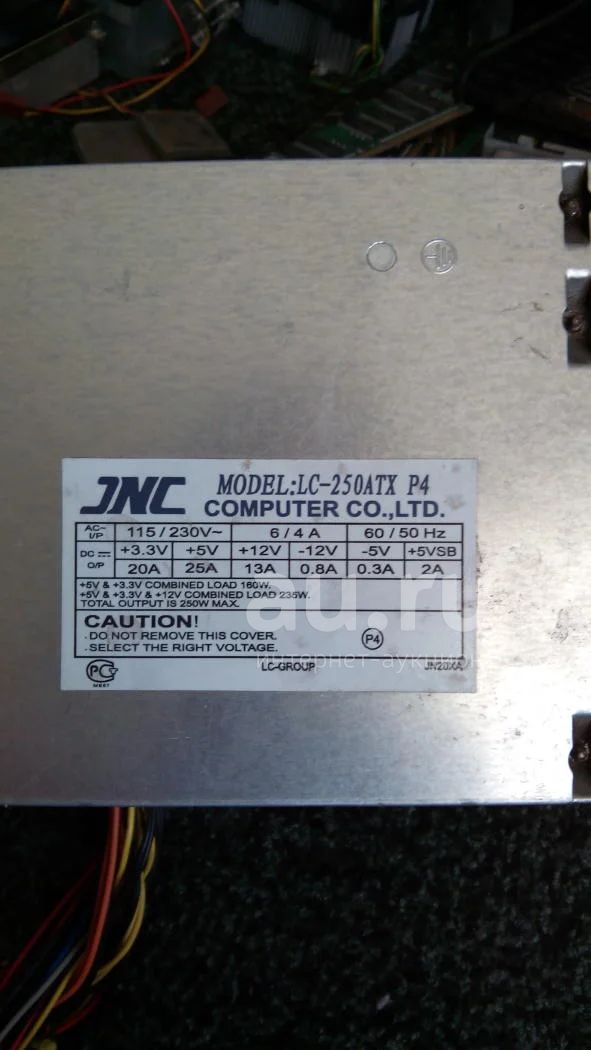 JNC MODEL:LC-250ATX P4
COMPUTER CO.,LTD.
AC~ I/P 115/230V~ 6/4A 60/50Hz
DC O/P +3.3V +5V +12V -12V -5V +5VSB
20A 25A 13A 0.8A 0.3A 2A
+5V & +3.3V COMBINED LOAD 160W.
+5V & +3.3V & +12V COMBINED LOAD 235W.
TOTAL OUTPUT IS 250W MAX.
CAUTION!
.DO NOT REMOVE THIS COVER.
.SELECT THE RIGHT VOLTAGE.
P4
LC-GROUP
au.ru
интернет-аукцион